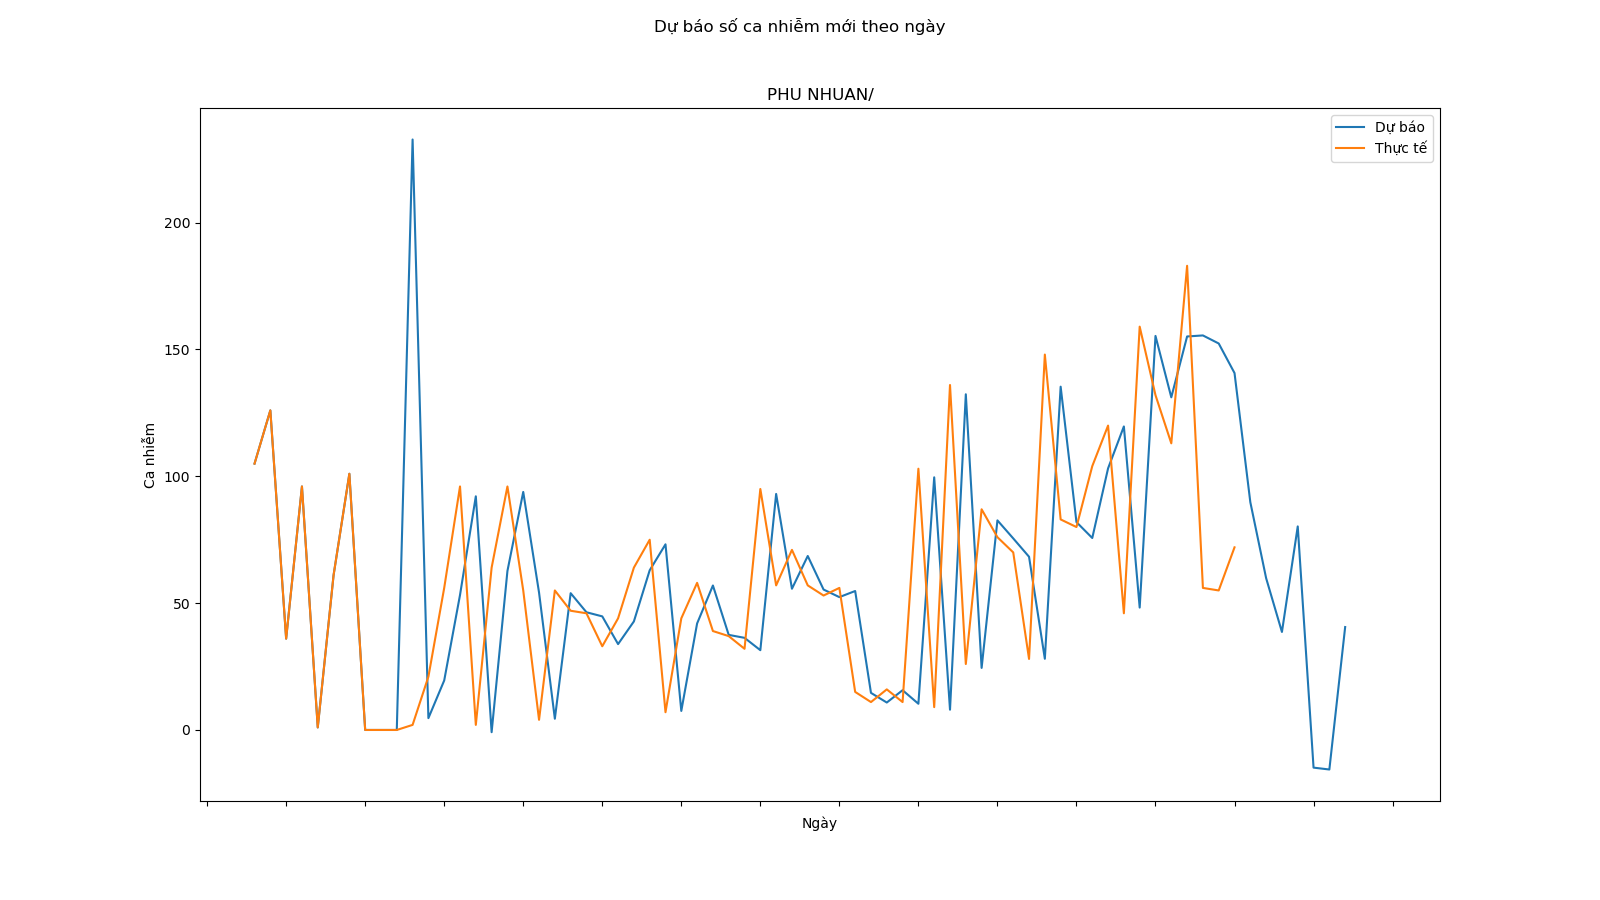 Dự báo số ca nhiễm mới theo ngày
PHU NHUAN/
Dự báo
Thực tế
200
150
100
50
0
Ca nhiễm
Ngày